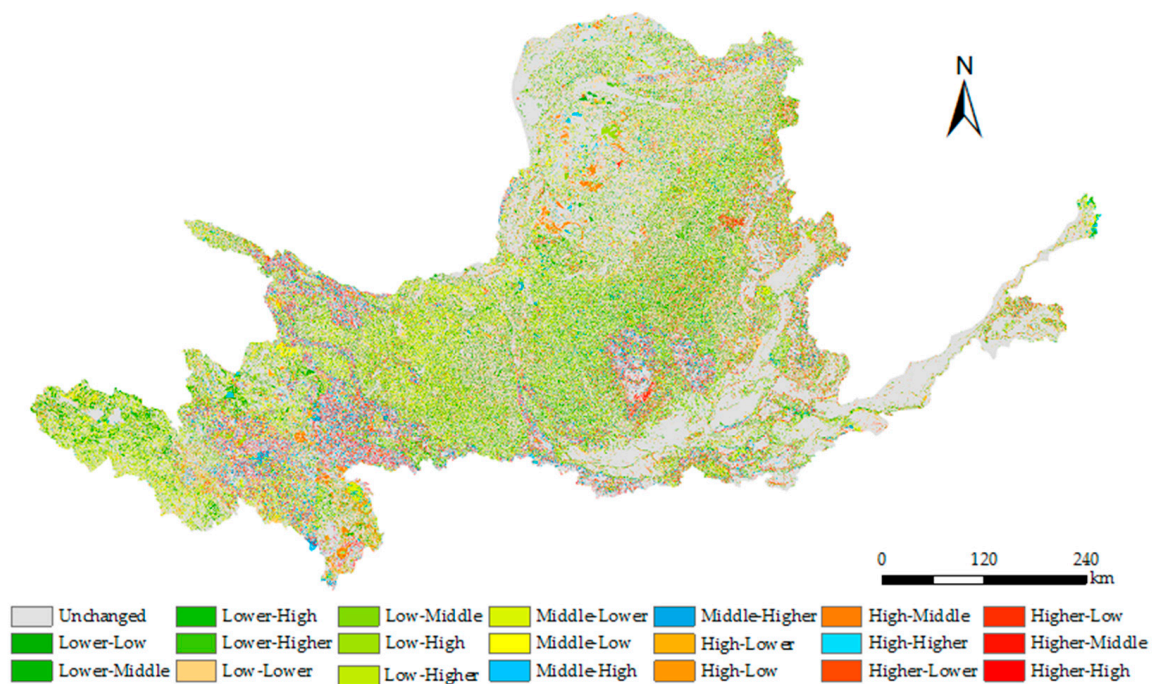 N
0 120 240
km
Unchanged Lower-High Low-Middle Middle-Lower Middle-Higher High-Middle Higher-Low
Lower-Low Lower-Higher Low-High Middle-Low High-Lower High-Higher Higher-Middle
Lower-Middle Low-Lower Low-Higher Middle-High High-Low Higher-Lower Higher-High